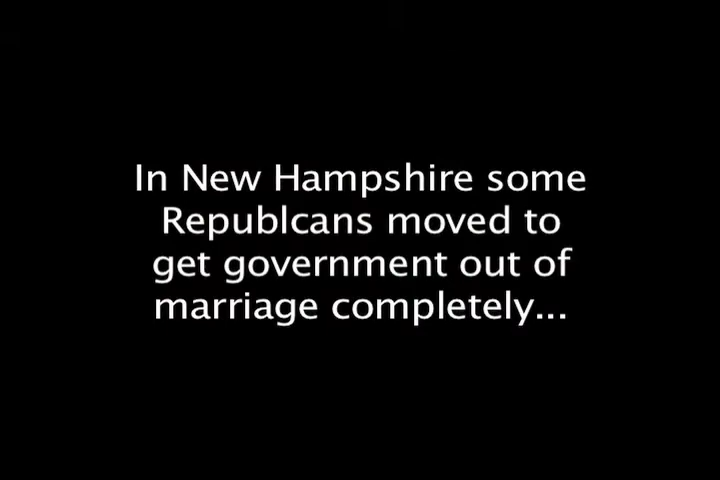 In New Hampshire some
Republcans moved to
get government out of
marriage completely...